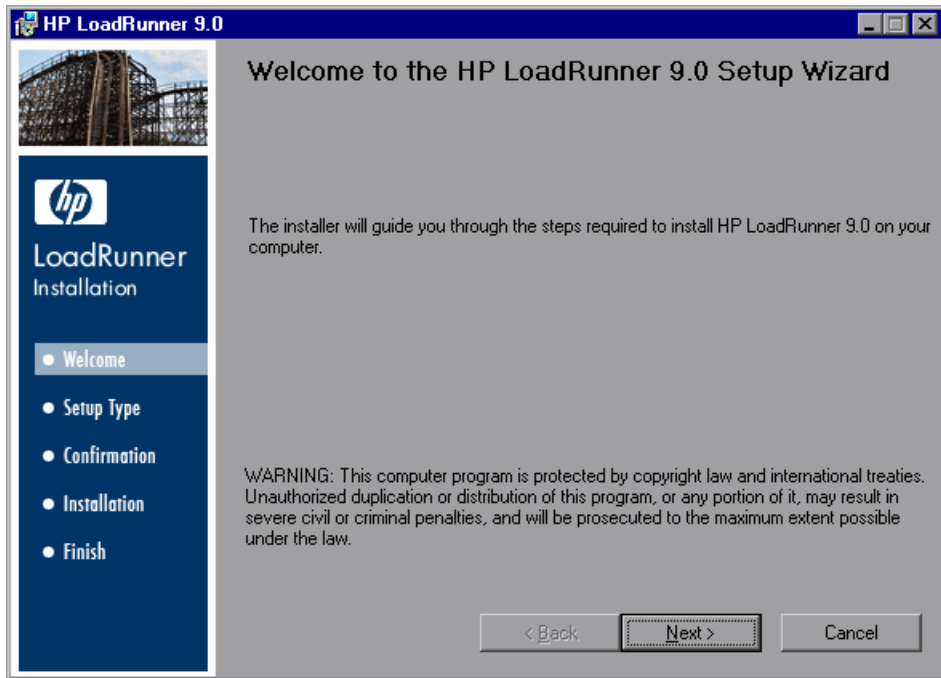 HP LoadRunner 9.0
Welcome to the HP LoadRunner 9.0 Setup Wizard
hp
LoadRunner
Installation
Welcome
Setup Type
Confirmation
Installation
Finish
The installer will guide you through the steps required to install HP LoadRunner 9.0 on your
computer.
WARNING: This computer program is protected by copyright law and international treaties.
Unauthorized duplication or distribution of this program, or any portion of it, may result in
severe civil or criminal penalties, and will be prosecuted to the maximum extent possible
under the law.
< Back
Next >
Cancel